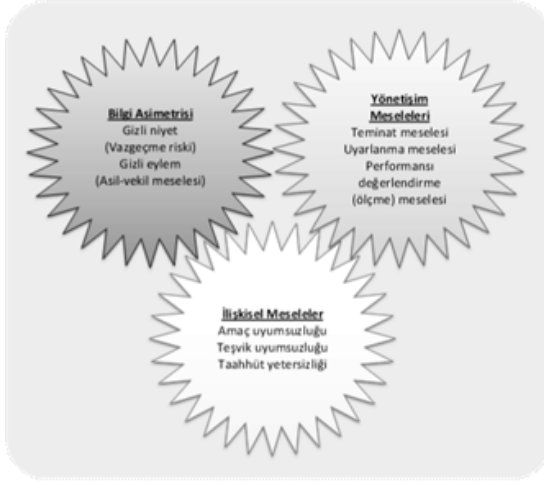 Bilgi Asimetrisi
Gizli niyet
(Vazgeçme riski)
Gizli eylem
(Asil-vekil meselesi)
Yönetişim
Meseleleri
Teminat meselesi
Uyarlanma meselesi
Performansı
değerlendirme
(ölçme) meselesi
İlişkisel Meseleler
Amaç uyumsuzluğu
Teşvik uyumsuzluğu
Taahhüt yetersizliği